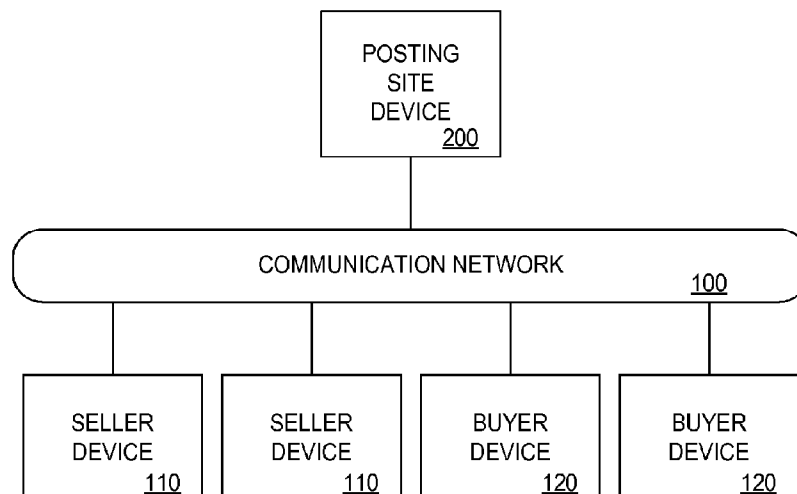 POSTING
SITE
DEVICE
200
COMMUNICATION NETWORK
100
SELLER
DEVICE
110
SELLER
DEVICE
110
BUYER
DEVICE
120
BUYER
DEVICE
120